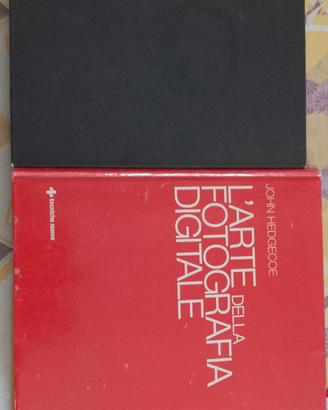 JOHN HEDGECOE
L'ARTE DELLA
FOTOGRAFIA
DIGITALE
tecniche nuove